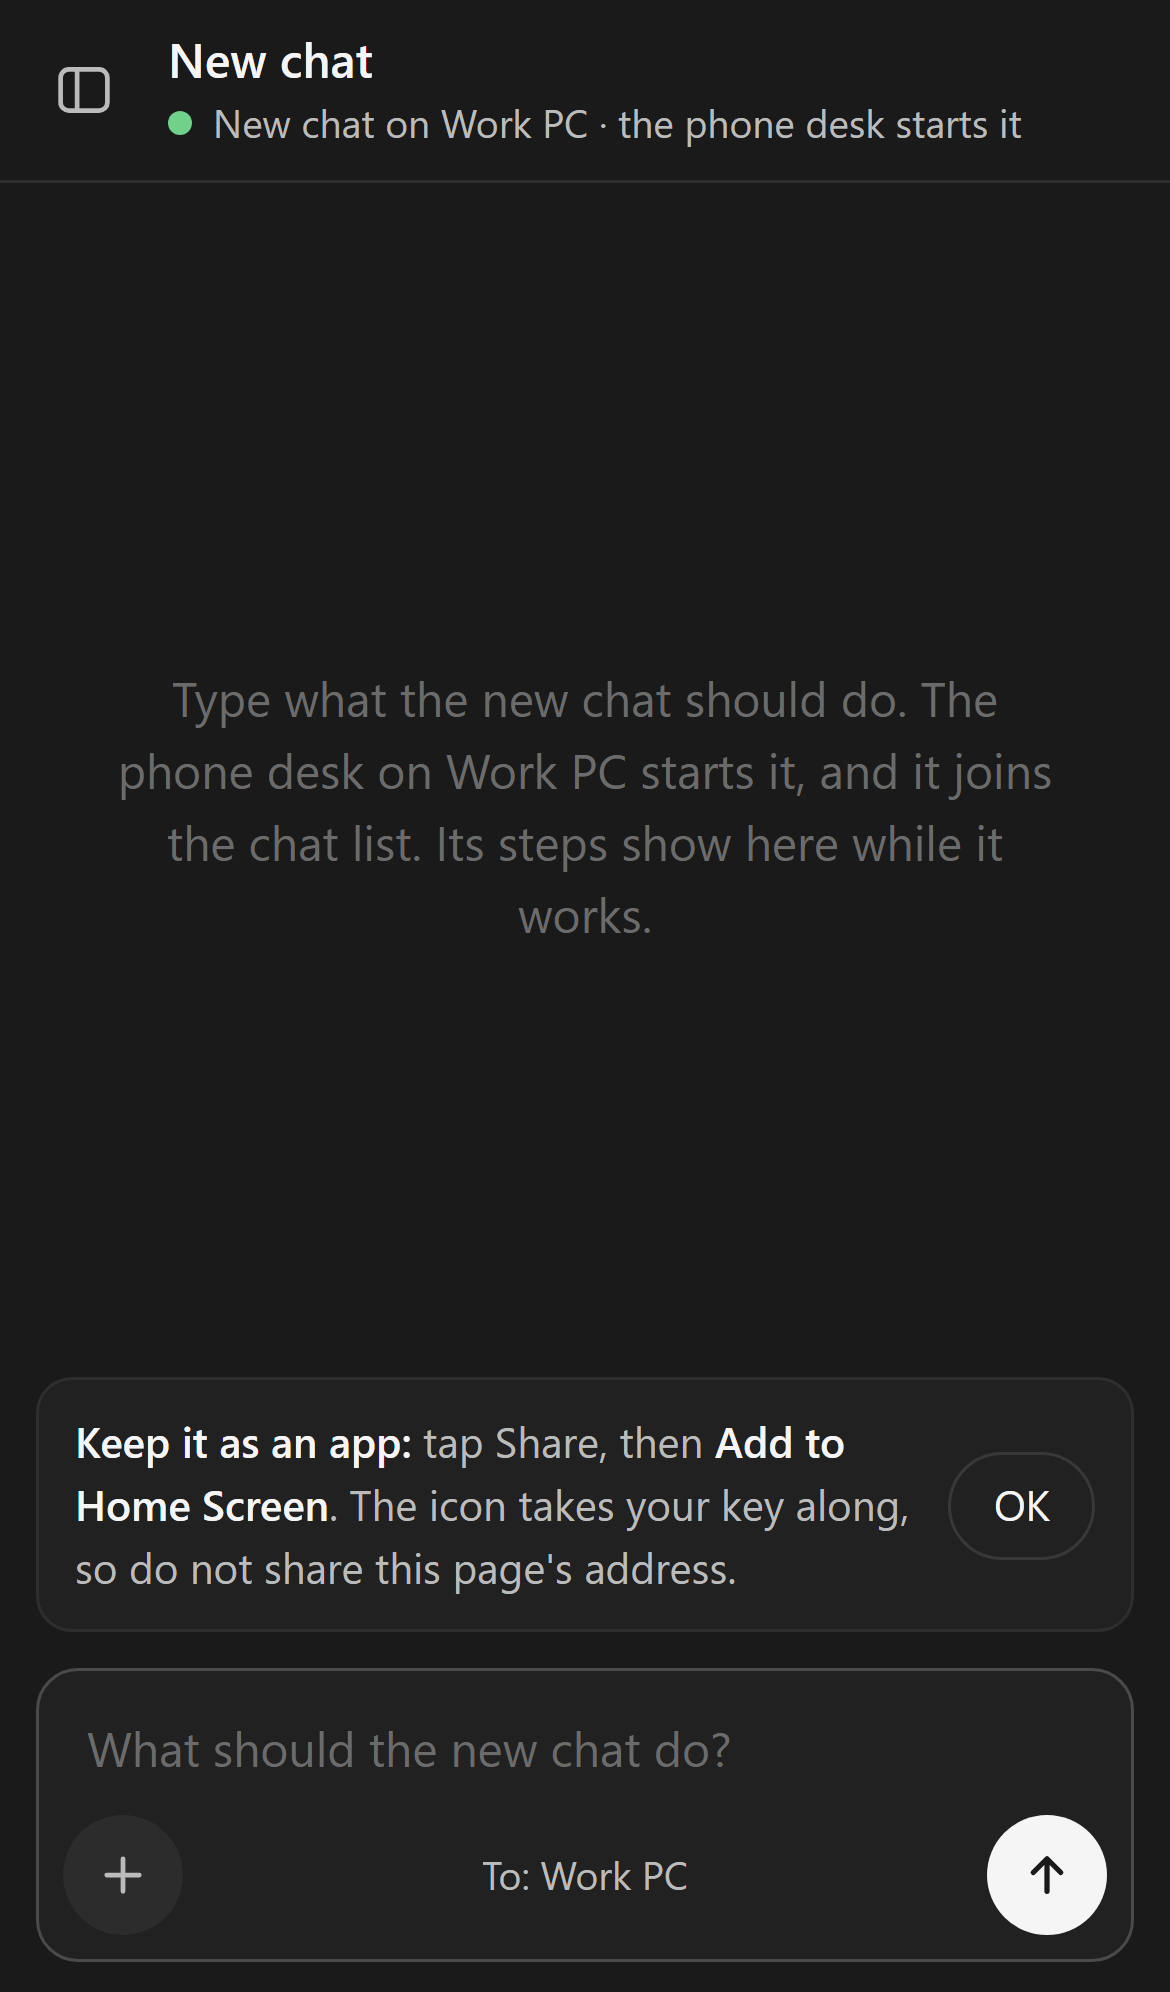 New chat
New chat on Work PC · the phone desk starts it
Type what the new chat should do. The
phone desk on Work PC starts it, and it joins
the chat list. Its steps show here while it
works.
Keep it as an app: tap Share, then Add to
Home Screen. The icon takes your key along,
so do not share this page's address.
OK
What should the new chat do?
To: Work PC